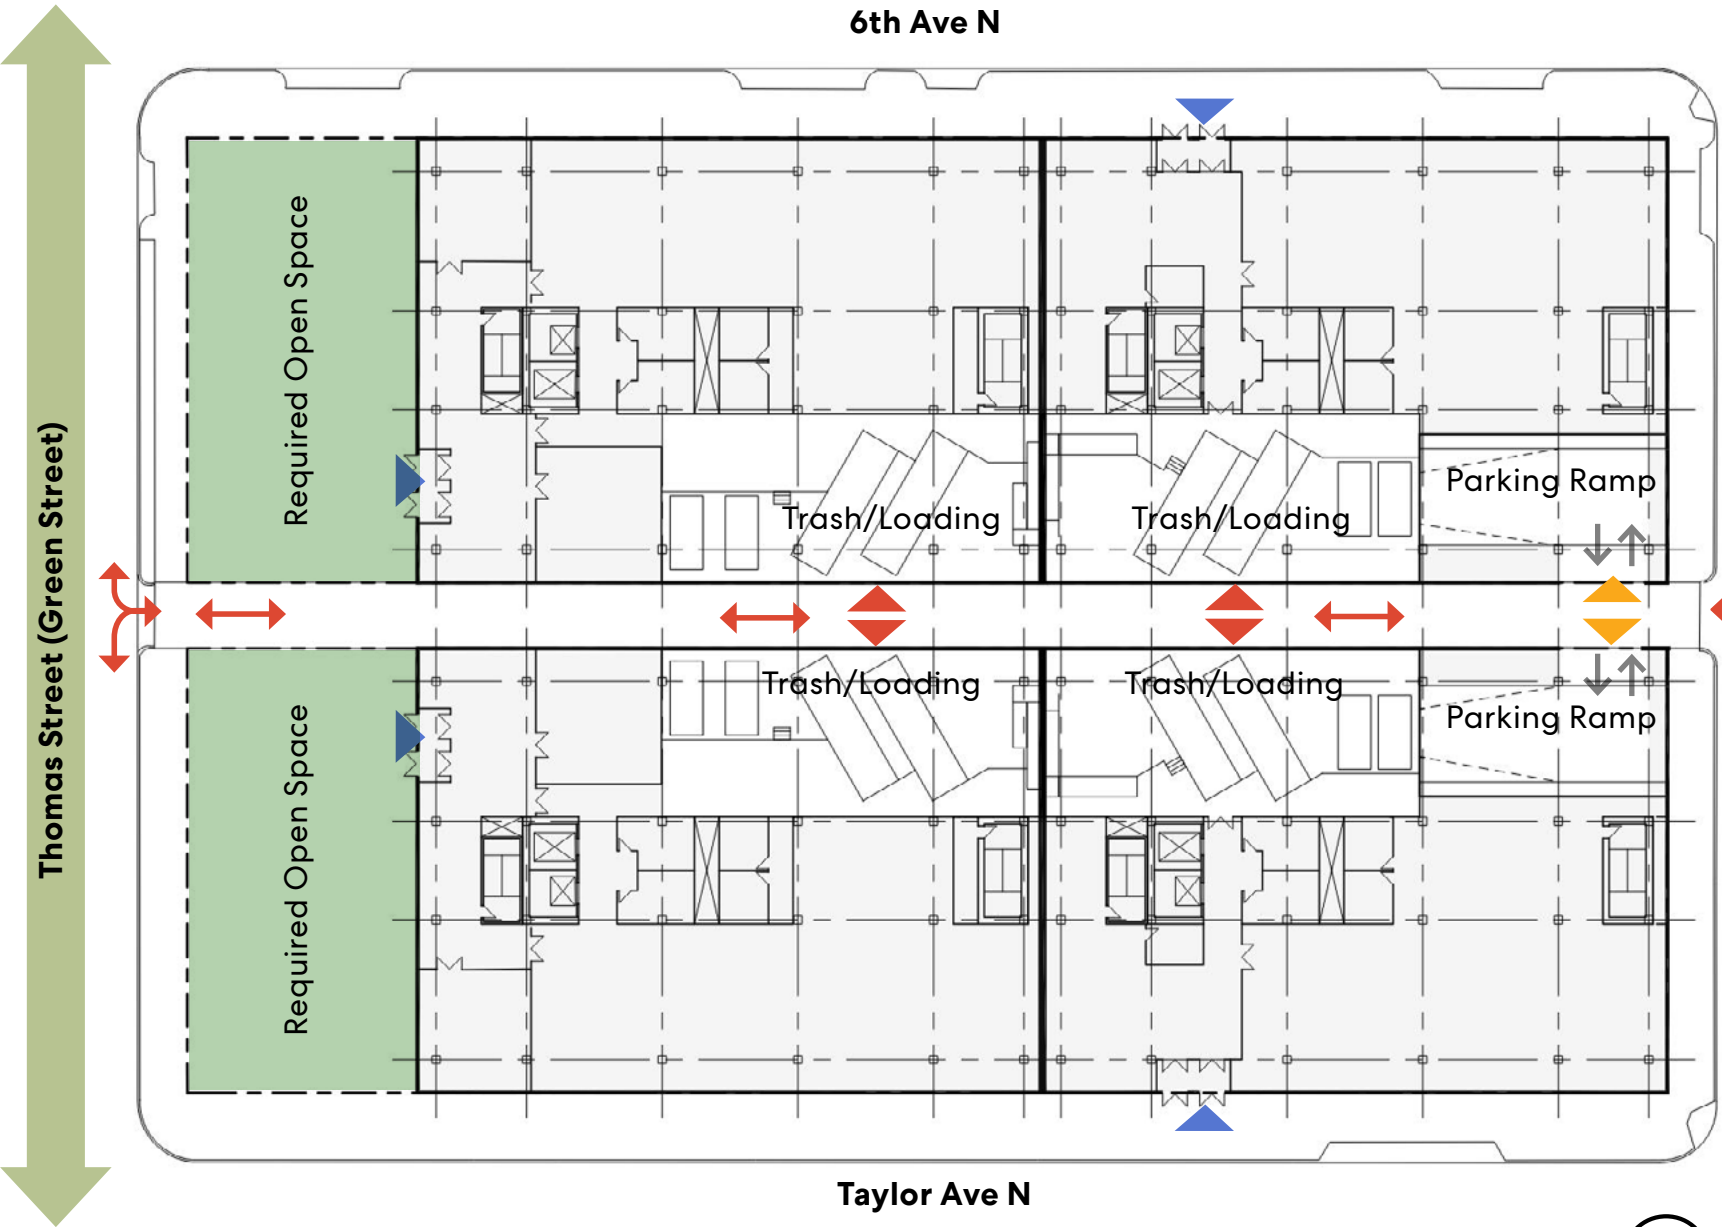 6th Ave N
Thomas Street (Green Street)
Required Open Space
Parking Ramp
Trash/Loading
Trash/Loading
Trash/Loading
Trash/Loading
Parking Ramp
Required Open Space
Taylor Ave N